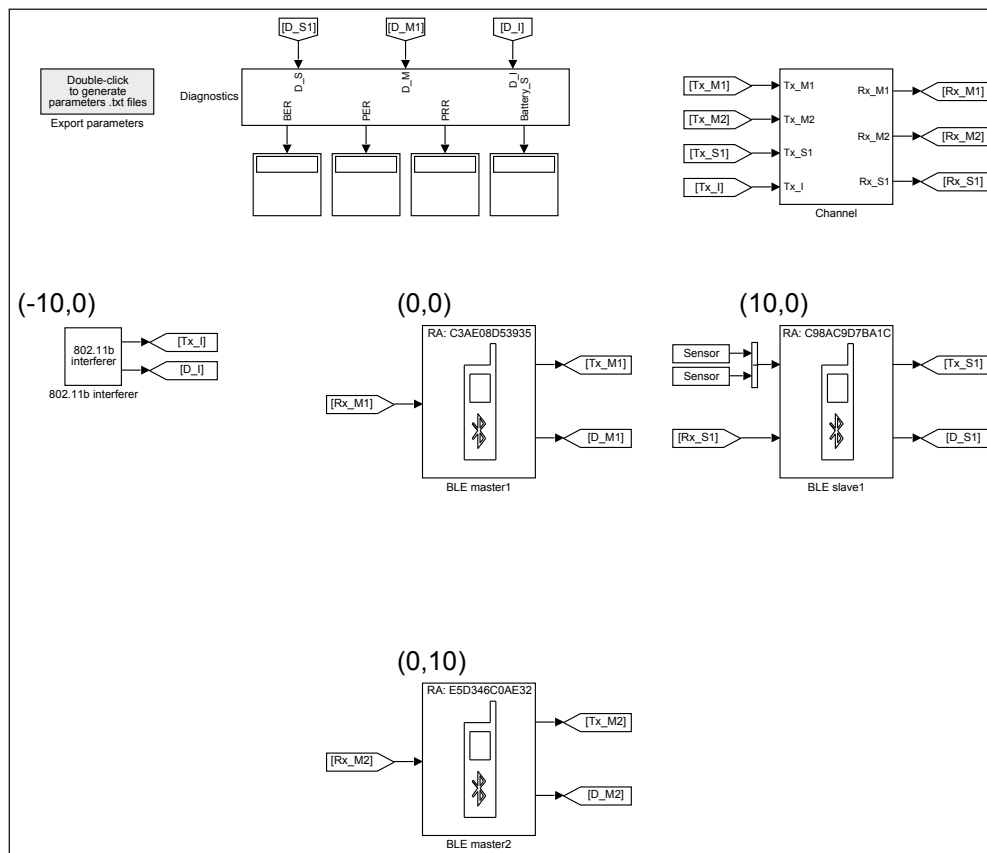 [D_S1]
[D_M1]
[D_I]
Double-click
to generate
parameters .txt files
Export parameters
Diagnostics
D_S
D_M
D_I
BER
PER
PRR
Battery_S
[Tx_M1]
Tx_M1
Rx_M1
[Rx_M1]
[Tx_M2]
Tx_M2
Rx_M2
[Rx_M2]
[Tx_S1]
Tx_S1
Rx_S1
[Rx_S1]
[Tx_I]
Tx_I
Channel
(-10,0)
802.11b
interferer
[Tx_I]
[D_I]
802.11b interferer
(0,0)
RA: C3AE08D53935
[Rx_M1]
[Tx_M1]
[D_M1]
BLE master1
(10,0)
RA: C98AC9D7BA1C
Sensor
Sensor
[Rx_S1]
[Tx_S1]
[D_S1]
BLE slave1
(0,10)
RA: E5D346C0AE32
[Rx_M2]
[Tx_M2]
[D_M2]
BLE master2